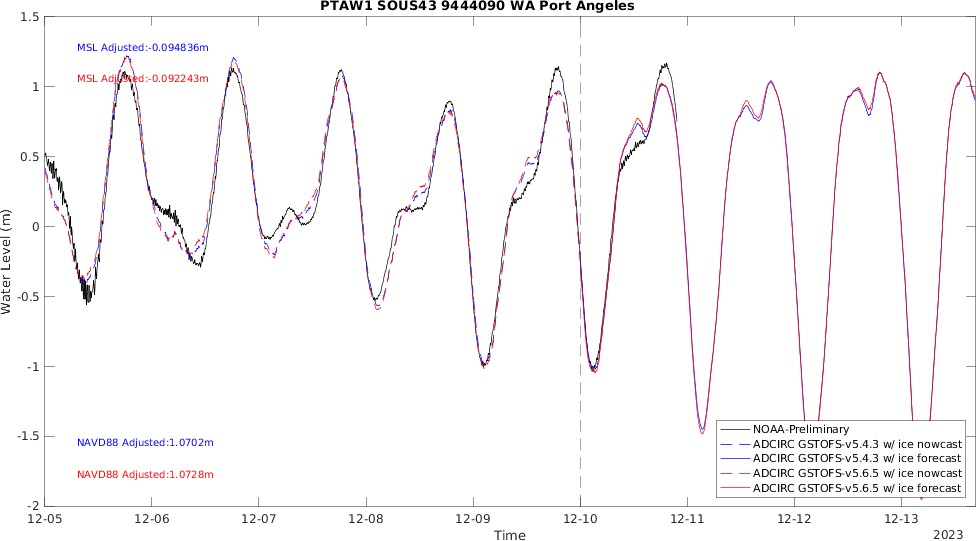 PTAW1 SOUS43 9444090 WA Port Angeles
1.5
1
0.5
0
-0.5
-1
-1.5
-2
Water Level (m)
MSL Adjusted:-0.094836m
MSL Adjusted:-0.092243m
NAVD88 Adjusted:1.0702m
NAVD88 Adjusted:1.0728m
NOAA-Preliminary
ADCIRC GSTOFS-v5.4.3 w/ ice nowcast
ADCIRC GSTOFS-v5.4.3 w/ ice forecast
ADCIRC GSTOFS-v5.6.5 w/ ice nowcast
ADCIRC GSTOFS-v5.6.5 w/ ice forecast
12-05 12-06 12-07 12-08 12-09 12-10 12-11 12-12 12-13
Time
2023